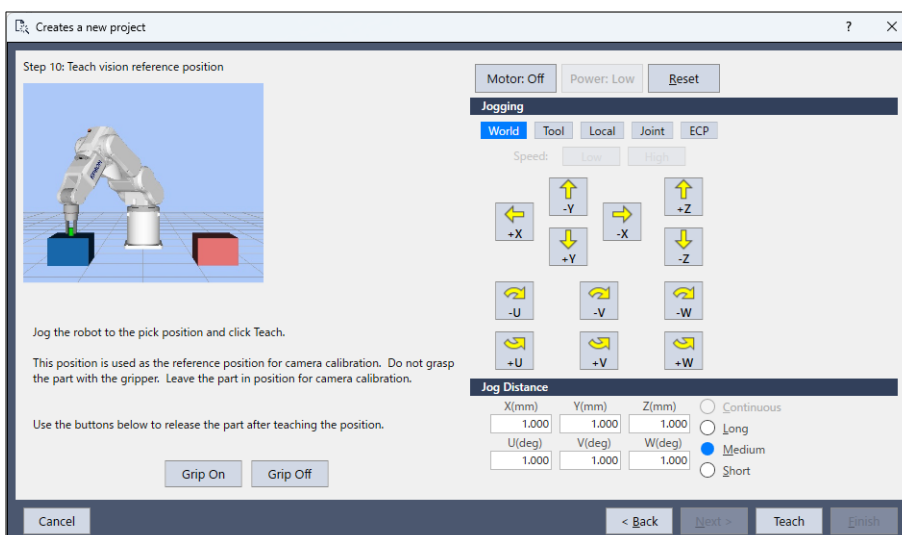 Creates a new project
?
Step 10: Teach vision reference position
EPSON
Jog the robot to the pick position and click Teach.
This position is used as the reference position for camera calibration. Do not grasp
the part with the gripper. Leave the part in position for camera calibration.
Use the buttons below to release the part after teaching the position.
Grip On Grip Off
Motor: Off Power: Low Reset
Jogging
World Tool Local Joint ECP
Speed: Low High
-Y +Z
+X -X
+Y -Z
-U -V -W
+U +V +W
Jog Distance
X(mm) Y(mm) Z(mm) Continuous
1.000 1.000 1.000 Long
U(deg) V(deg) W(deg) Medium
1.000 1.000 1.000 Short
Cancel < Back Next > Teach Finish